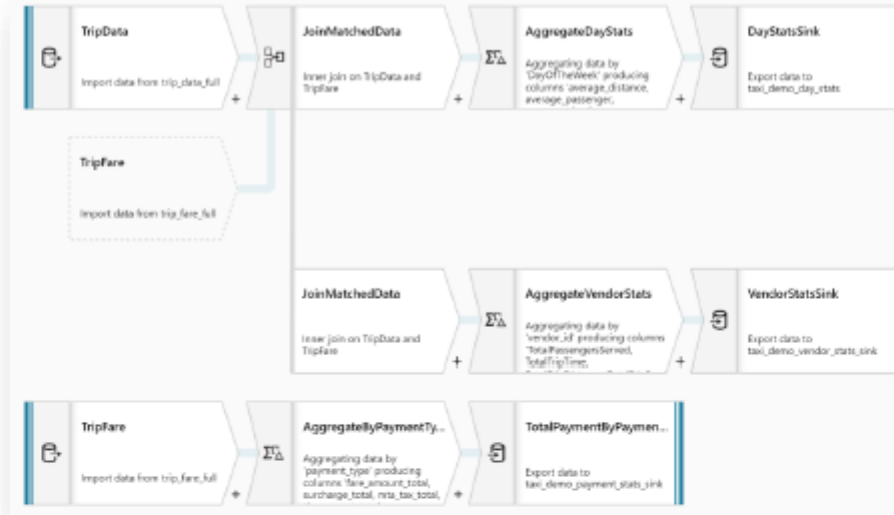 TripData
Import data from trip_data_full
+
JoinMatchedData
Inner join on TripData and
TripFare
+
AggregateDayStats
Aggregating data by
'DayOfTheWeek' producing
columns 'average_distance,
average_passenger,
+
DayStatsSink
Export data to
taxi_demo_day_stats
TripFare
Import data from trip_fare_full
JoinMatchedData
Inner join on TripData and
TripFare
+
AggregateVendorStats
Aggregating data by
'vendor_id' producing columns
'TotalPassengersServed,
TotalTripTime,
+
VendorStatsSink
Export data to
taxi_demo_vendor_stats_sink
TripFare
Import data from trip_fare_full
+
AggregateByPaymentTy...
Aggregating data by
'payment_type' producing
columns 'fare_amount_total,
surcharge_total, mta_tax_total,
+
TotalPaymentByPaymen...
Export data to
taxi_demo_payment_stats_sink